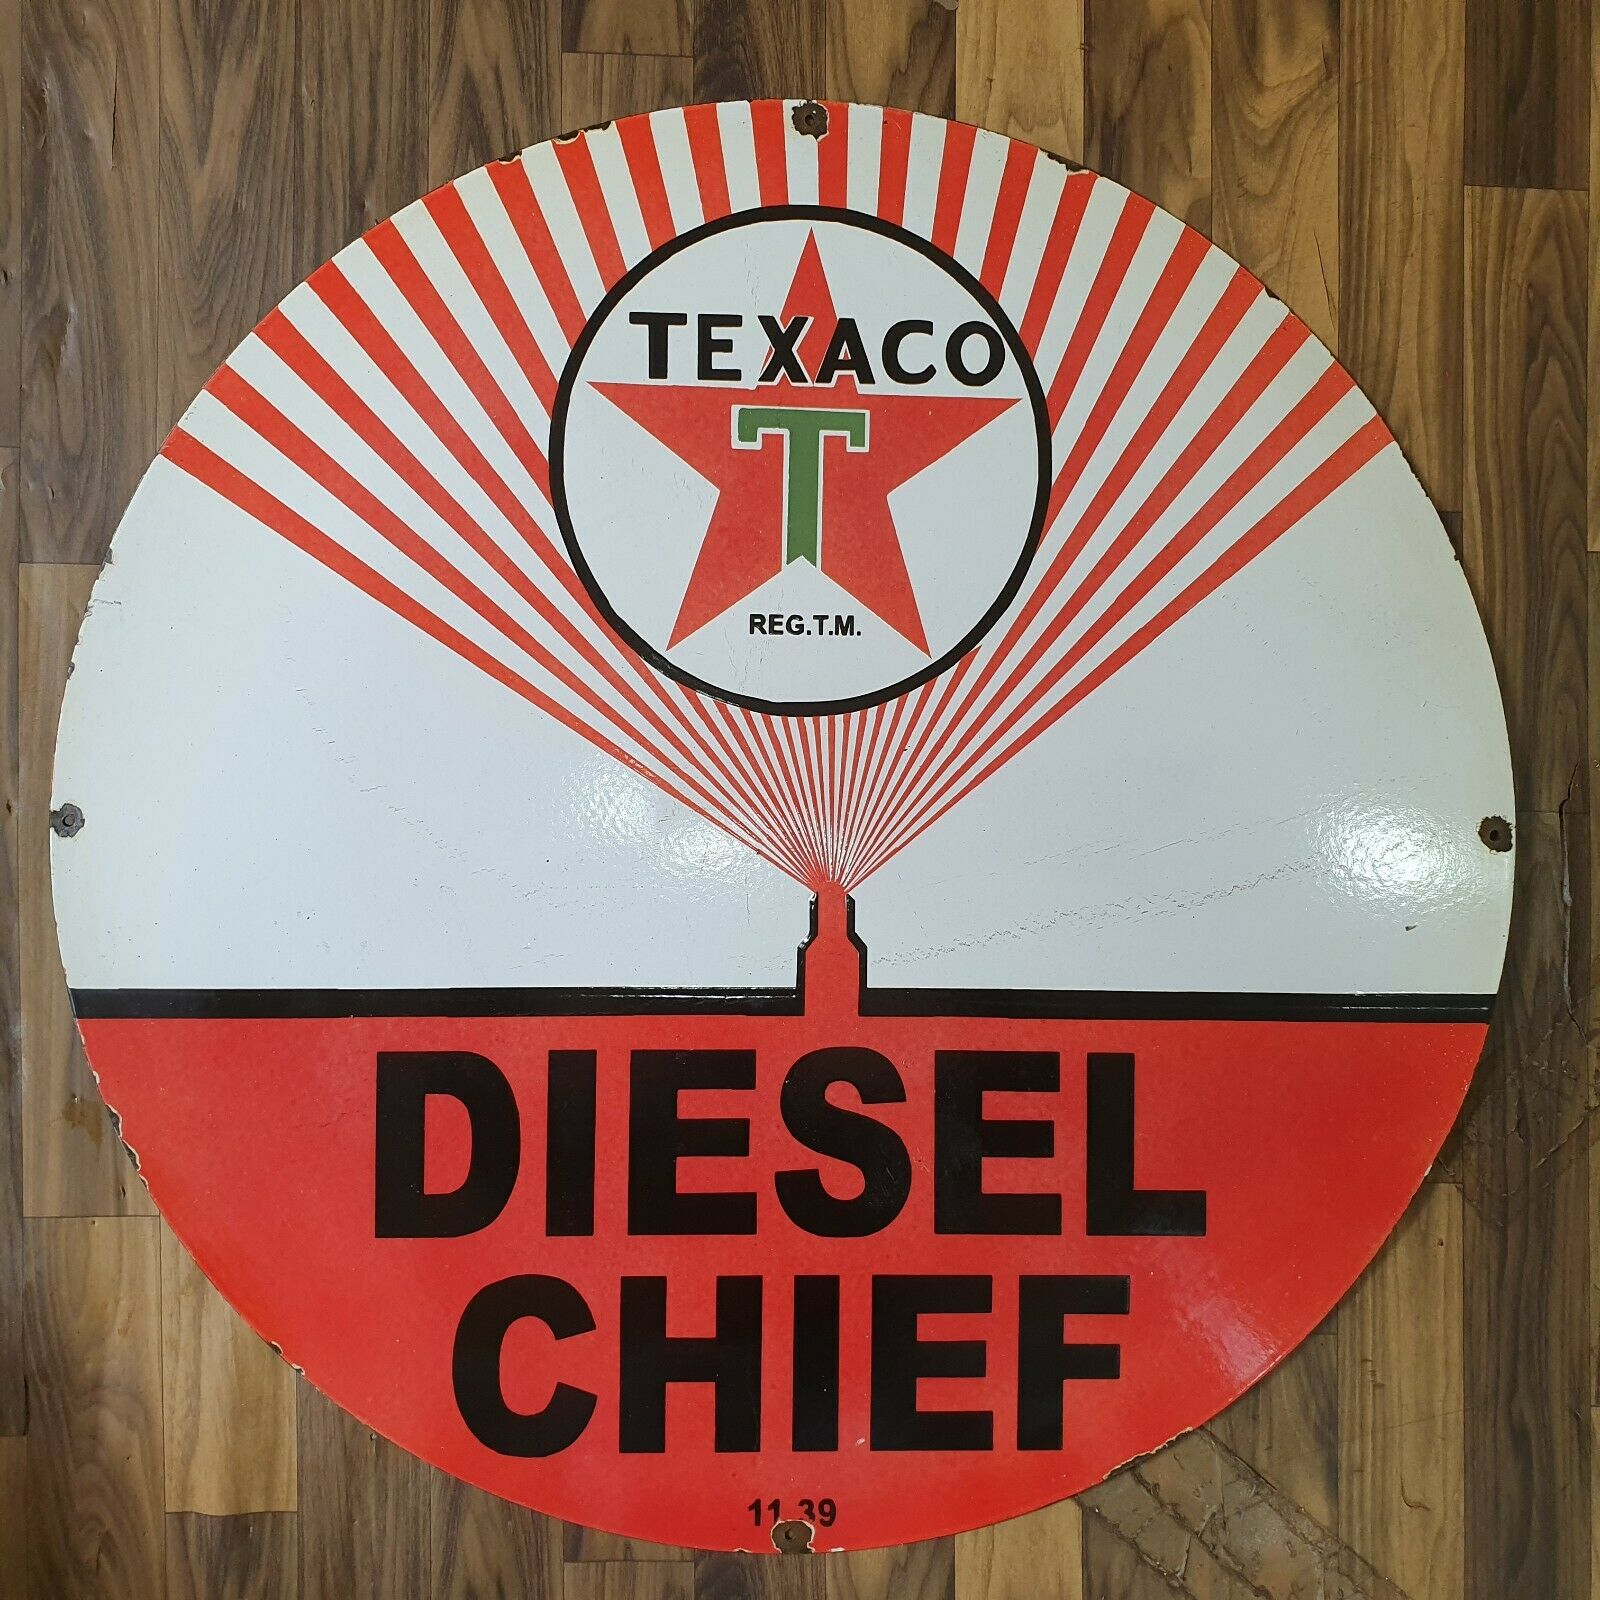 TEXACO
T
REG.T.M.
DIESEL
CHIEF
11 39